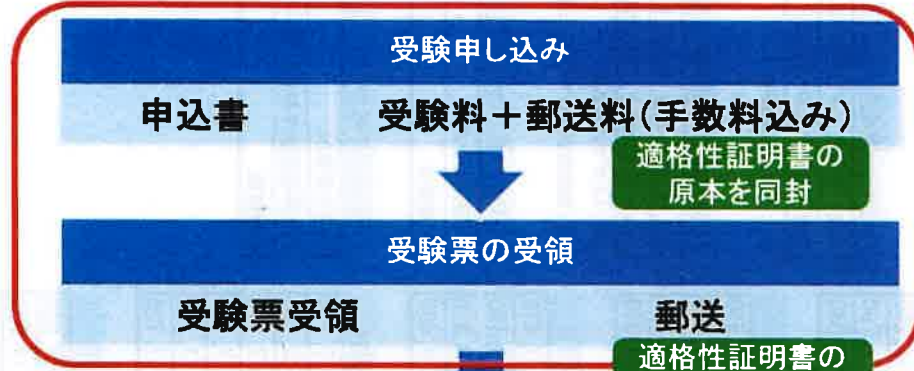 受験申し込み
申込書 受験料＋郵送料(手数料込み)
適格性証明書の
原本を同封
受験票の受領
受験票受領 郵送
適格性証明書の